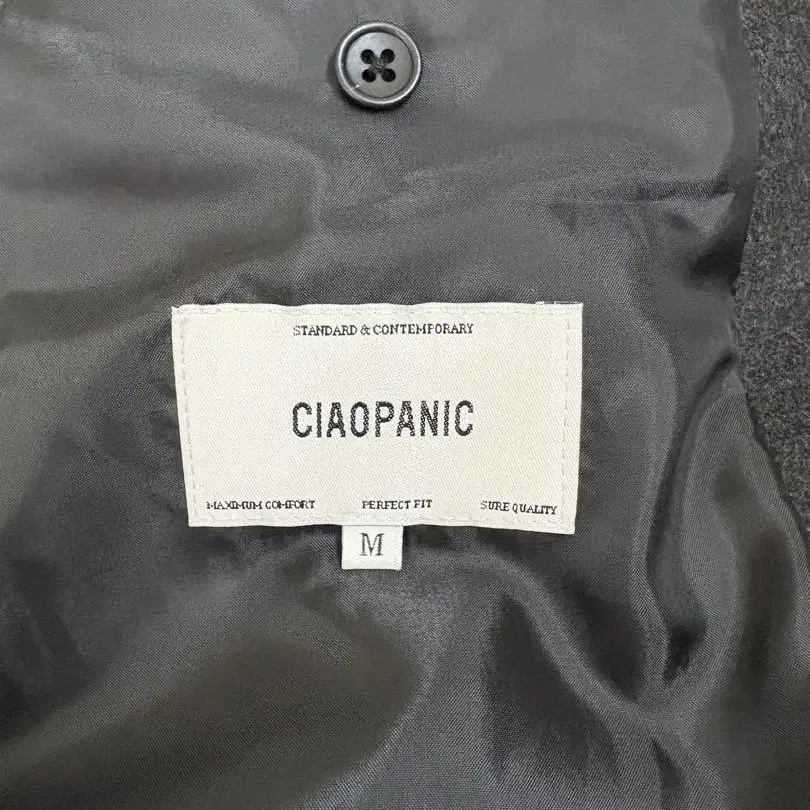 STANDARD & CONTEMPORARY
CIAOPANIC
MAXIMUM COMFORT PERFECT FIT SURE QUALITY
M